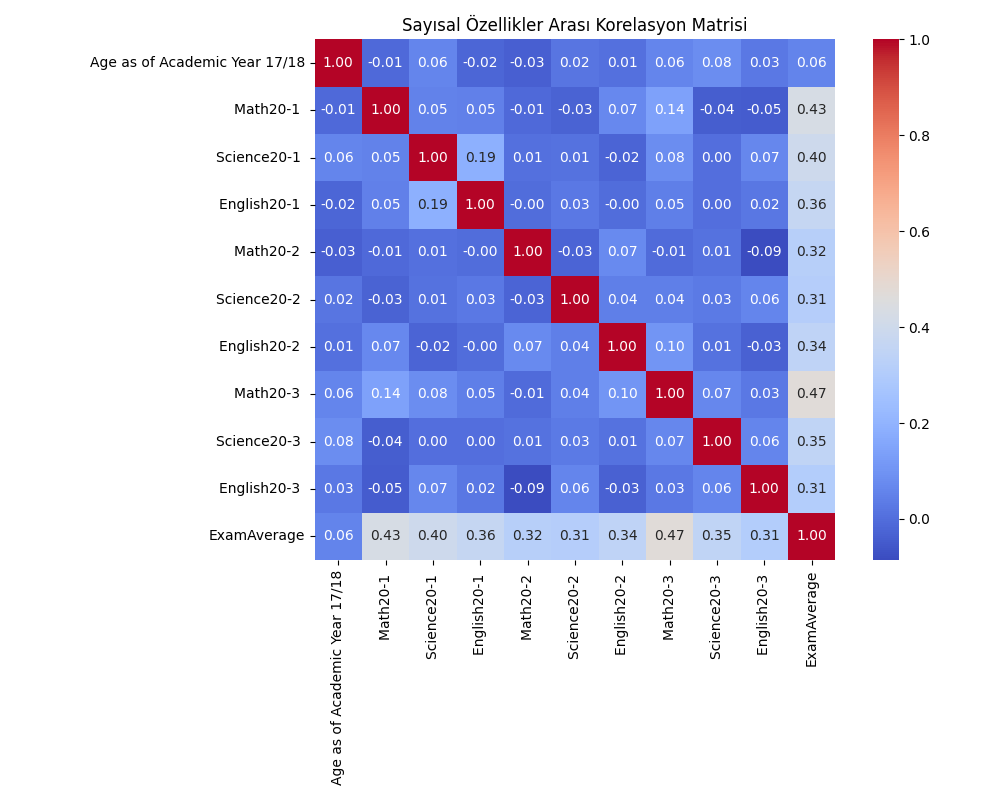 Sayısal Özellikler Arası Korelasyon Matrisi
Age as of Academic Year 17/18 1.00 -0.01 0.06 -0.02 -0.03 0.02 0.01 0.06 0.08 0.03 0.06
Math20-1 -0.01 1.00 0.05 0.05 -0.01 -0.03 0.07 0.14 -0.04 -0.05 0.43
Science20-1 0.06 0.05 1.00 0.19 0.01 0.01 -0.02 0.08 0.00 0.07 0.40
English20-1 -0.02 0.05 0.19 1.00 -0.00 0.03 -0.00 0.05 0.00 0.02 0.36
Math20-2 -0.03 -0.01 0.01 -0.00 1.00 -0.03 0.07 -0.01 0.01 -0.09 0.32
Science20-2 0.02 -0.03 0.01 0.03 -0.03 1.00 0.04 0.04 0.03 0.06 0.31
English20-2 0.01 0.07 -0.02 -0.00 0.07 0.04 1.00 0.10 0.01 -0.03 0.34
Math20-3 0.06 0.14 0.08 0.05 -0.01 0.04 0.10 1.00 0.07 0.03 0.47
Science20-3 0.08 -0.04 0.00 0.00 0.01 0.03 0.01 0.07 1.00 0.06 0.35
English20-3 0.03 -0.05 0.07 0.02 -0.09 0.06 -0.03 0.03 0.06 1.00 0.31
ExamAverage 0.06 0.43 0.40 0.36 0.32 0.31 0.34 0.47 0.35 0.31 1.00
Age as of Academic Year 17/18
Math20-1
Science20-1
English20-1
Math20-2
Science20-2
English20-2
Math20-3
Science20-3
English20-3
ExamAverage
1.0
0.8
0.6
0.4
0.2
0.0